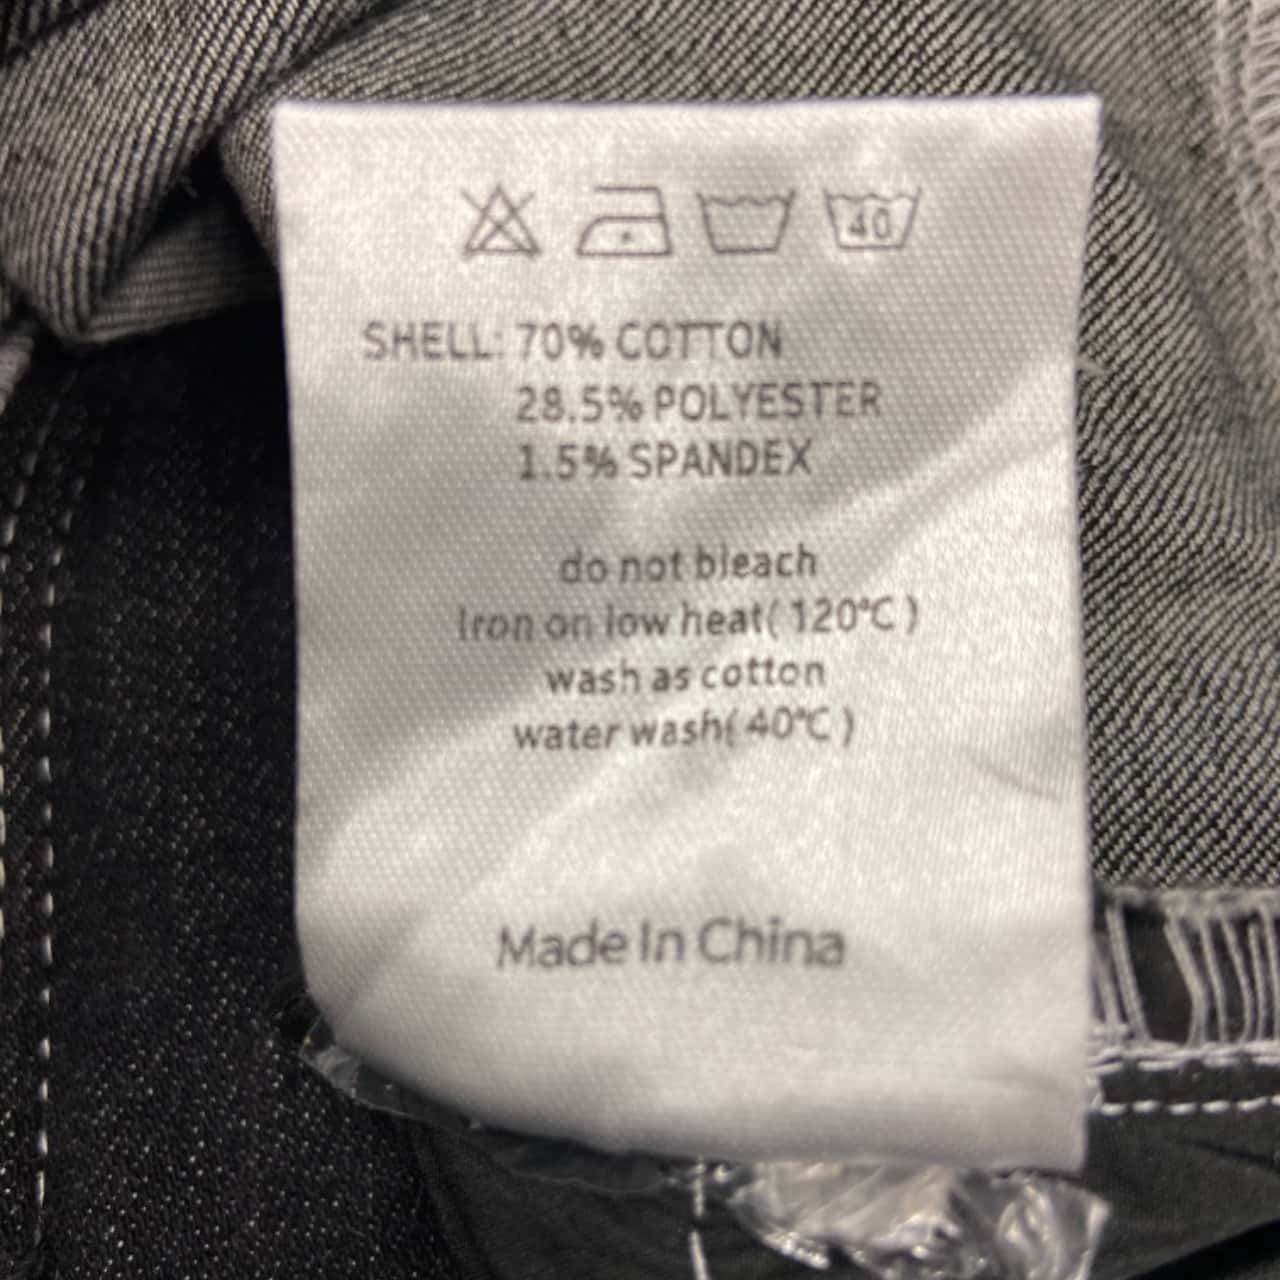 40
SHELL: 70% COTTON
28.5% POLYESTER
1.5% SPANDEX
do not bleach
Iron on low heat( 120℃ )
wash as cotton
water wash( 40℃ )
Made In China